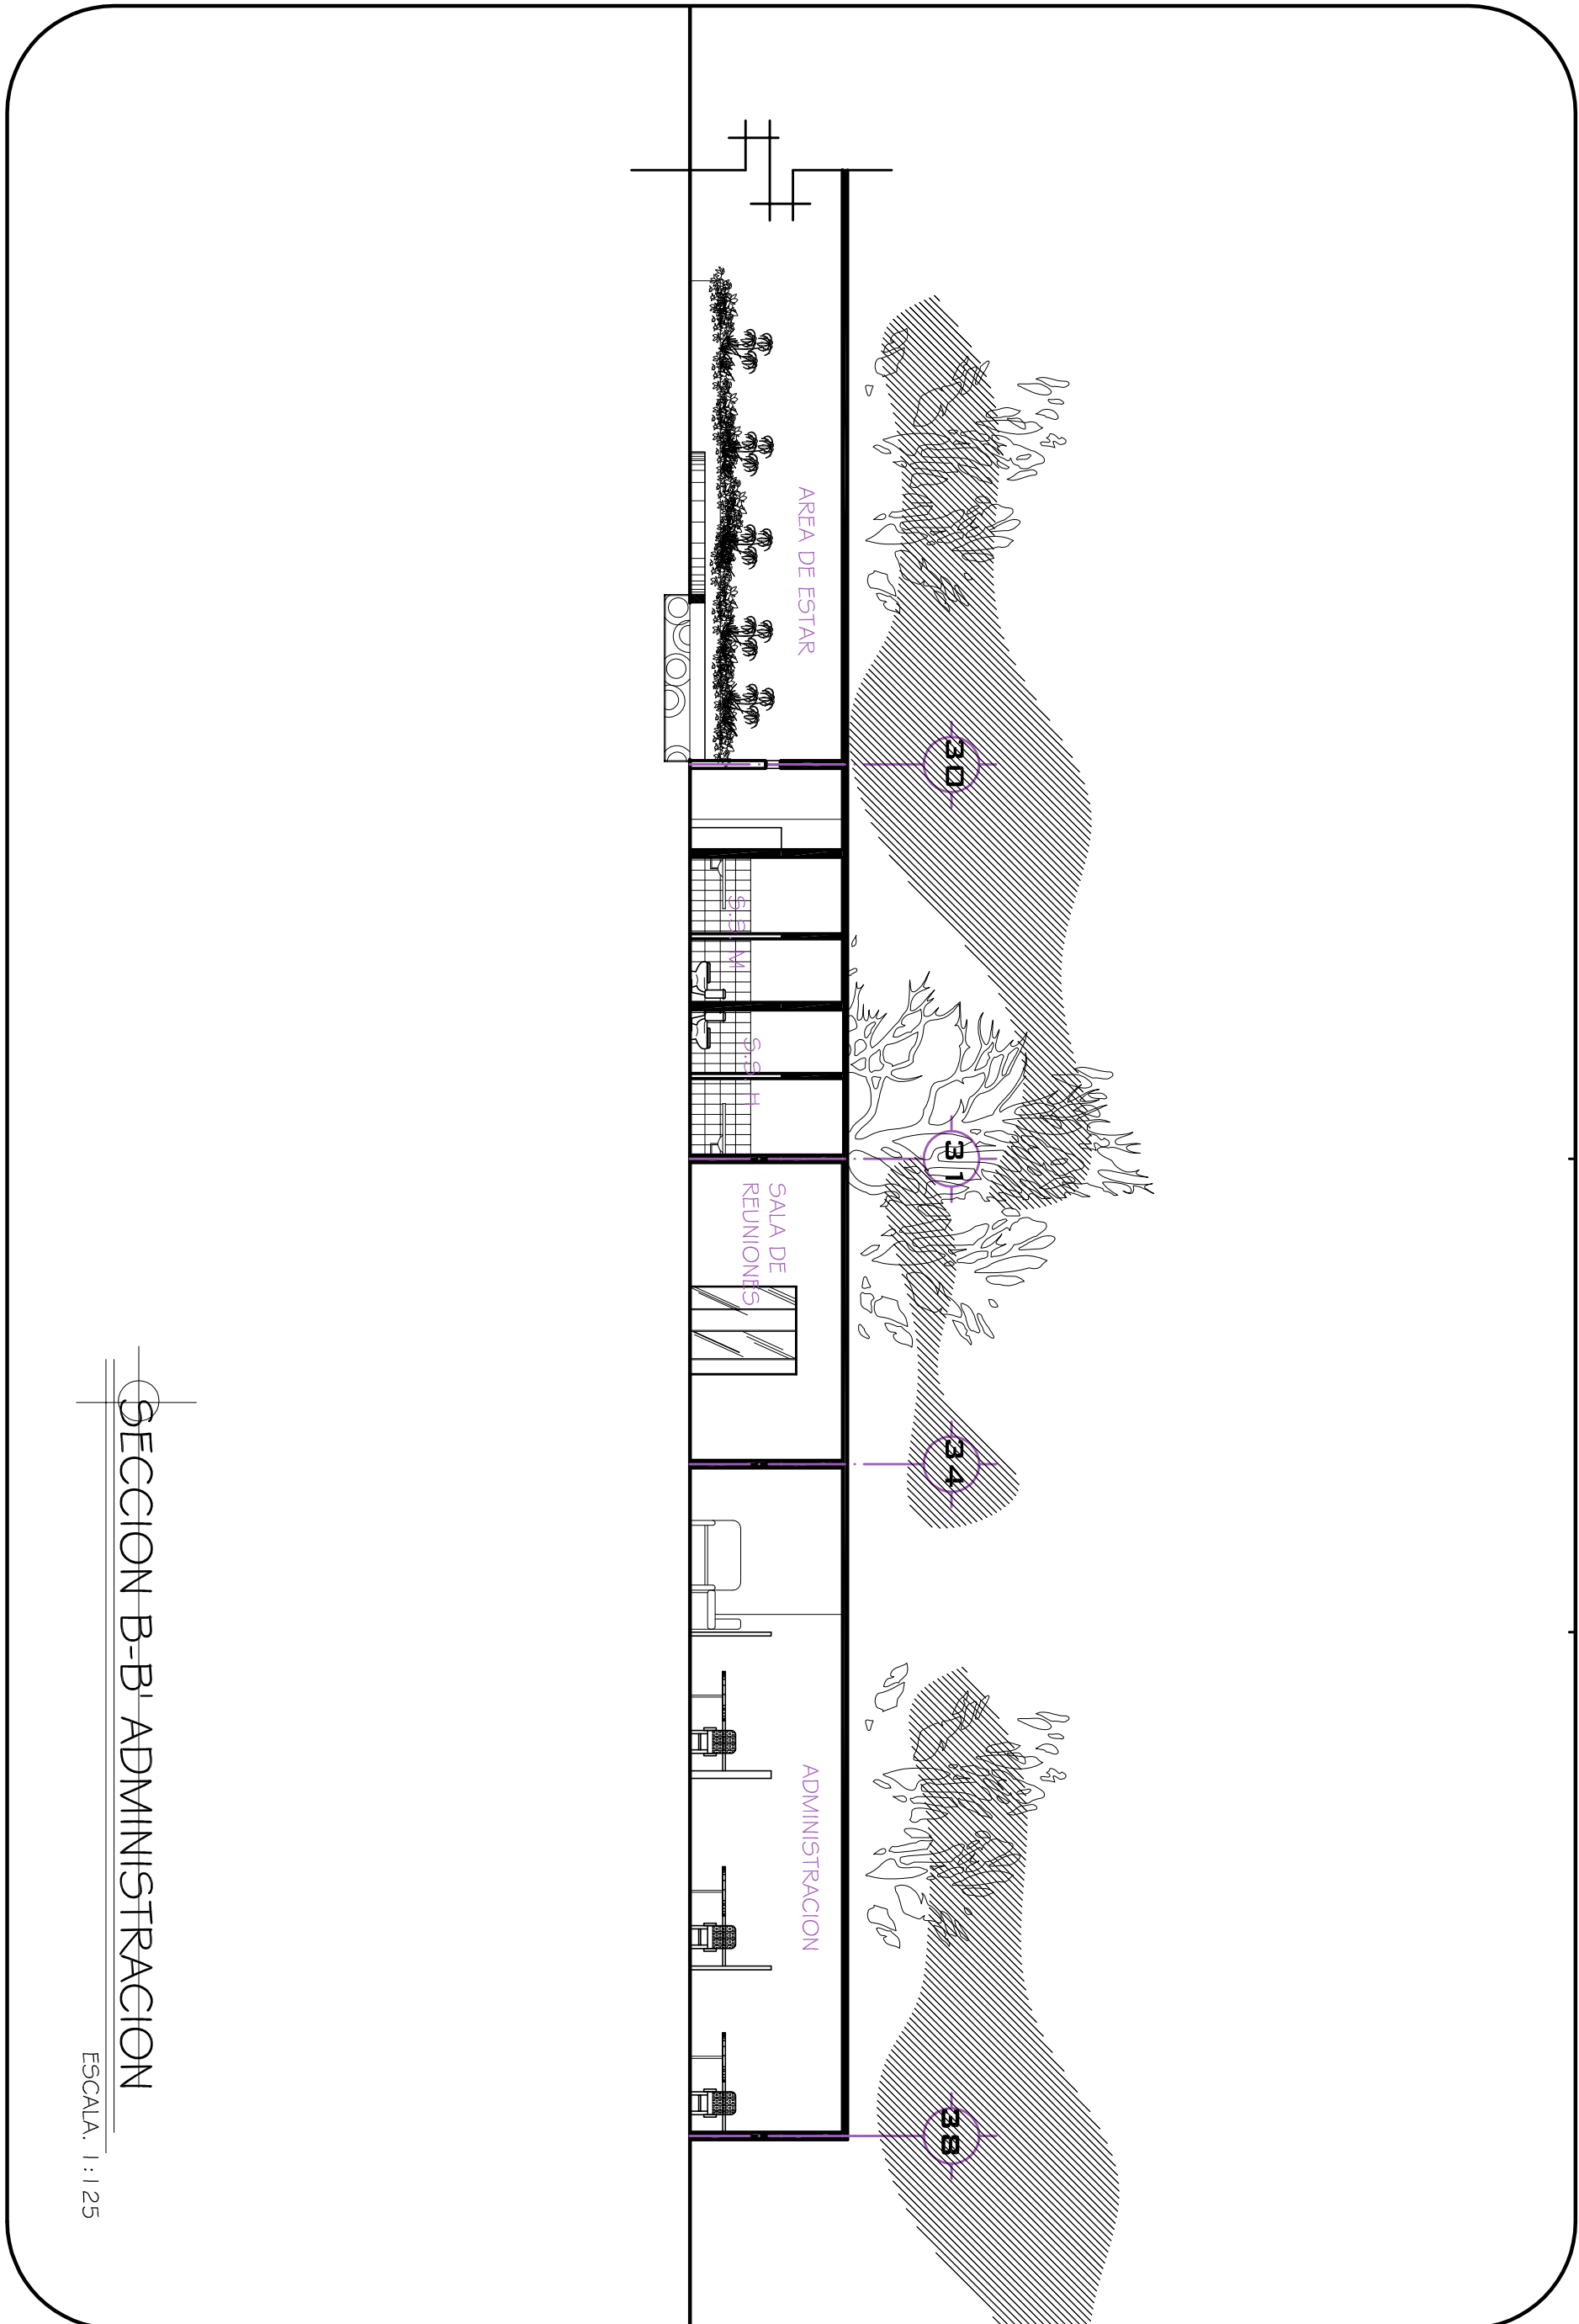 30
31
34
38
AREA DE ESTAR
S.S. M
S.S. H
SALA DE
REUNIONES
ADMINISTRACION
SECCION B-B' ADMINISTRACION
ESCALA. 1:125